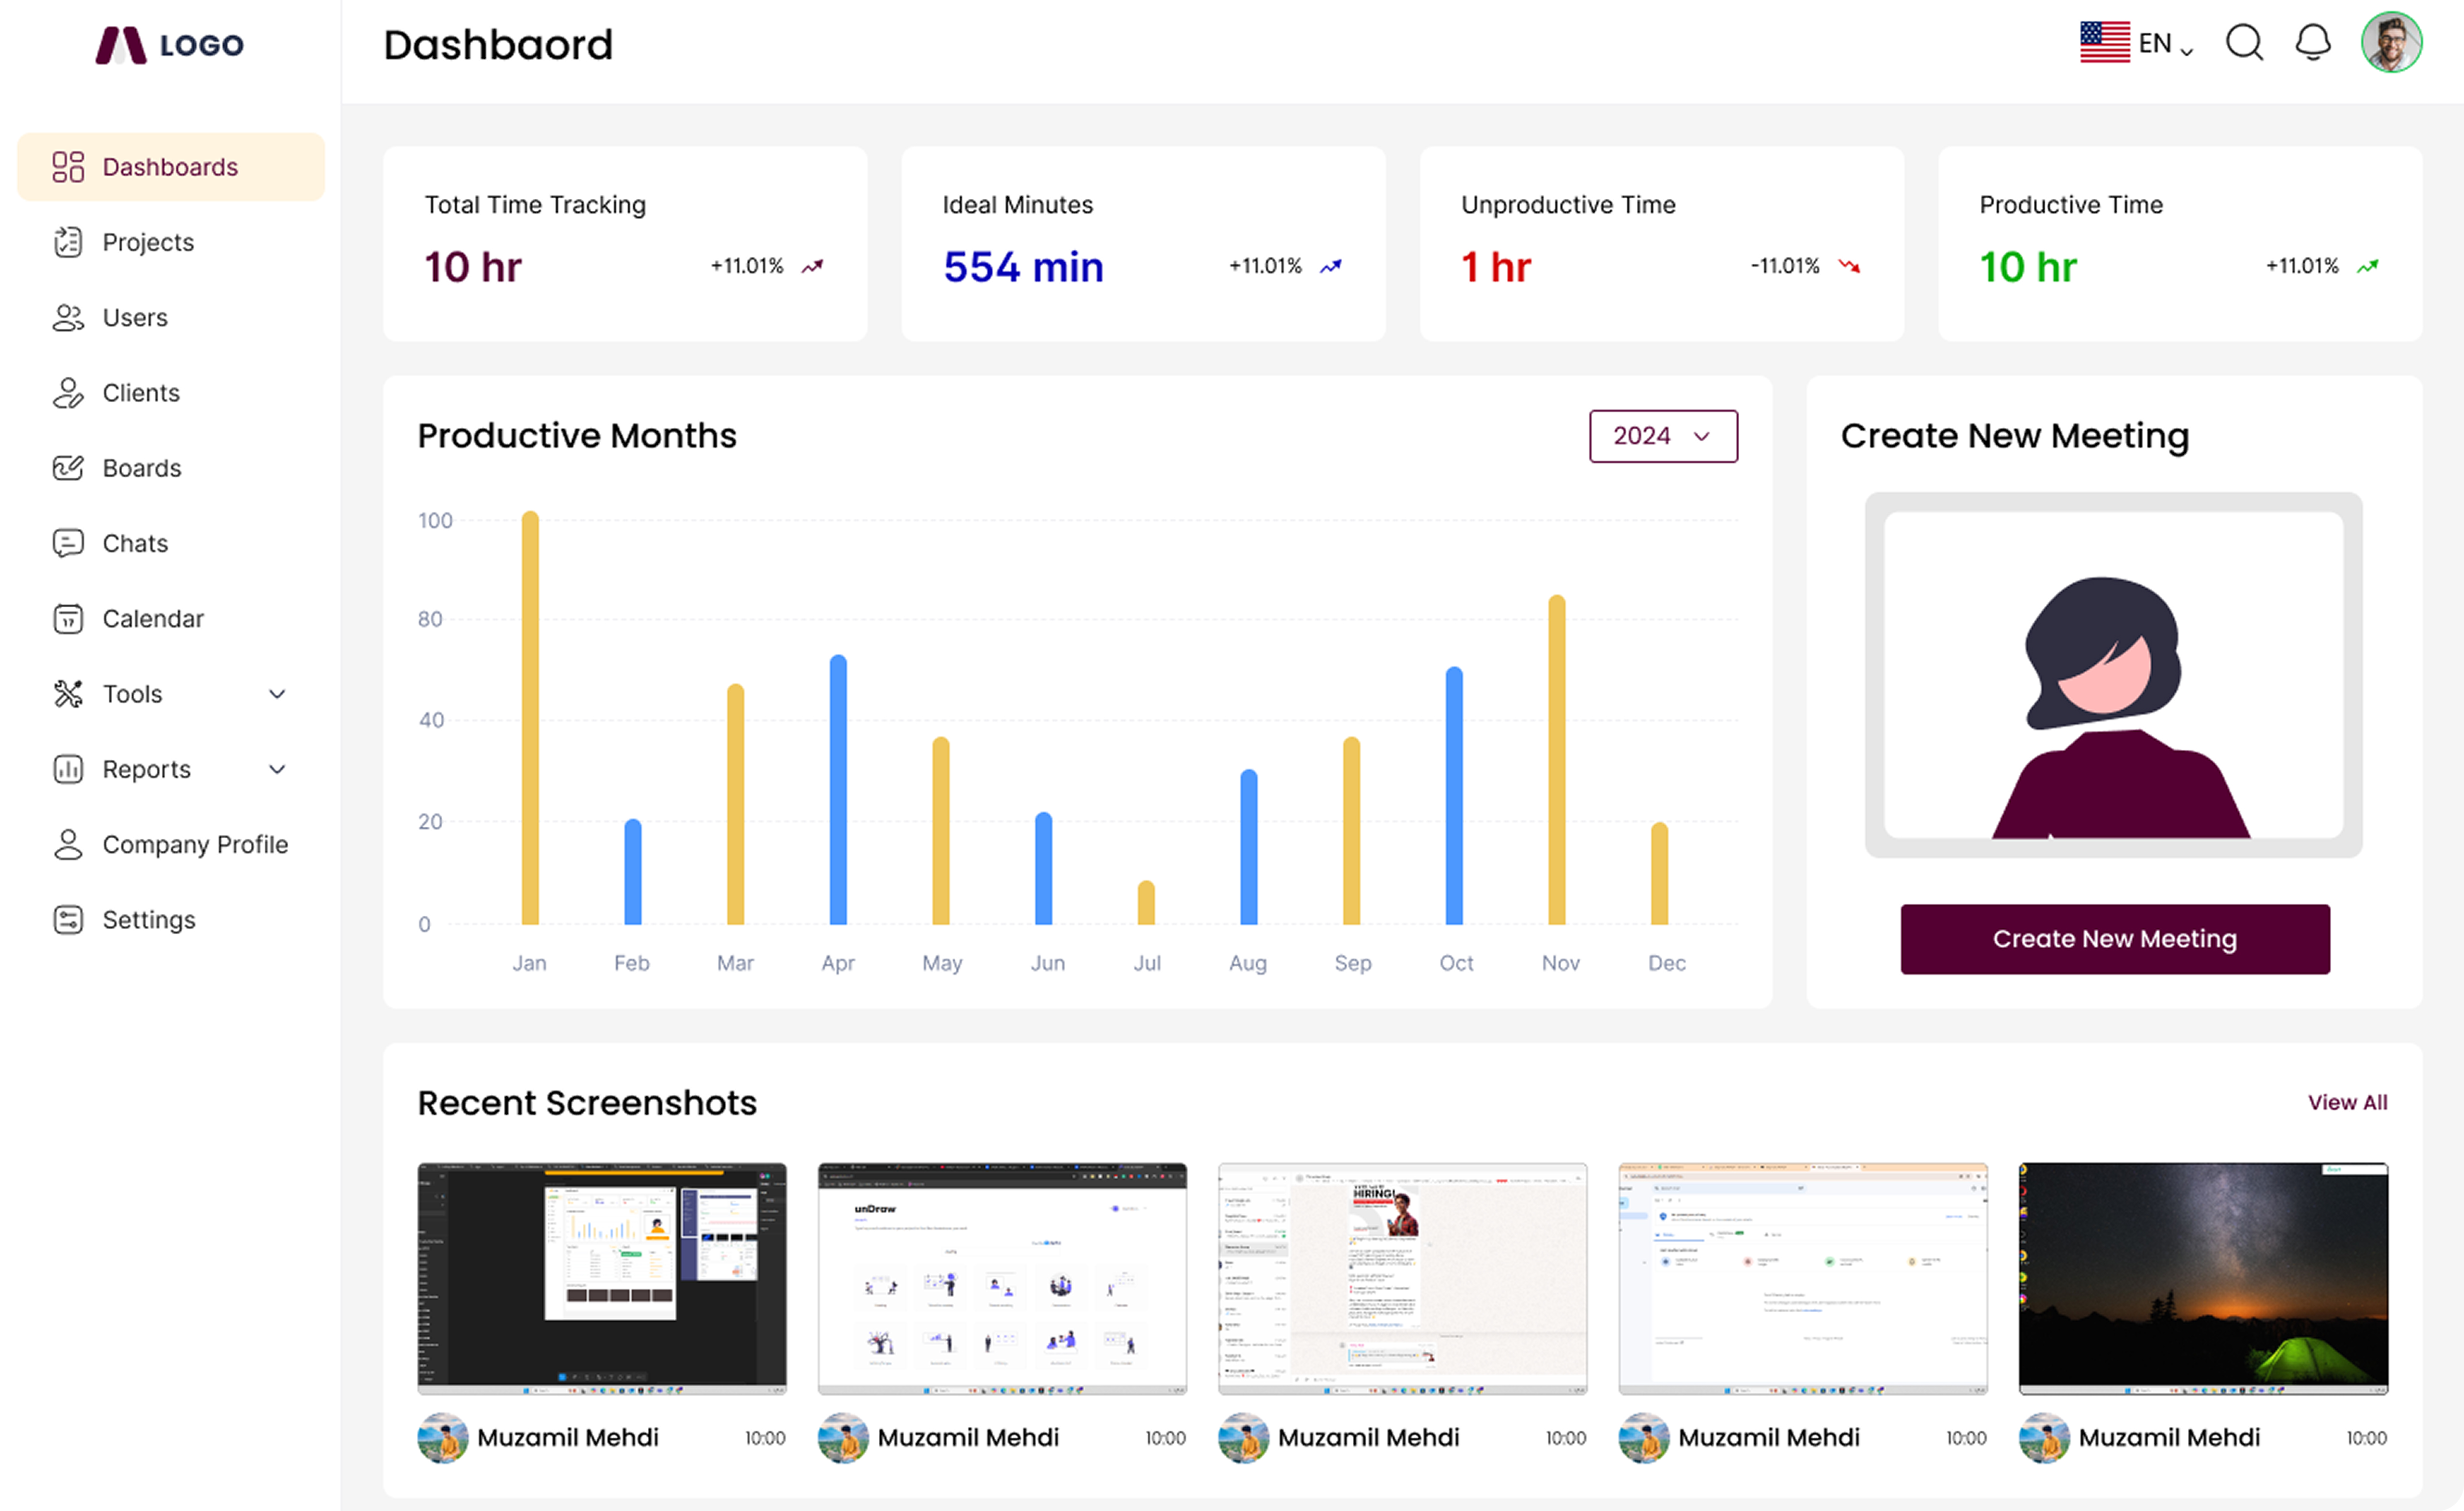 LOGO
Dashbaord
EN
Dashboards
Projects
Users
Clients
Boards
Chats
17
Calendar
Tools
Reports
Company Profile
Settings
Total Time Tracking
10 hr
+11.01%
Ideal Minutes
554 min
+11.01%
Unproductive Time
1 hr
-11.01%
Productive Time
10 hr
+11.01%
Productive Months
2024
100
80
40
20
0
Jan Feb Mar Apr May Jun Jul Aug Sep Oct Nov Dec
Create New Meeting
Create New Meeting
Recent Screenshots
View All
unDraw
HIRING!
Muzamil Mehdi 10:00
Muzamil Mehdi 10:00
Muzamil Mehdi 10:00
Muzamil Mehdi 10:00
Muzamil Mehdi 10:00